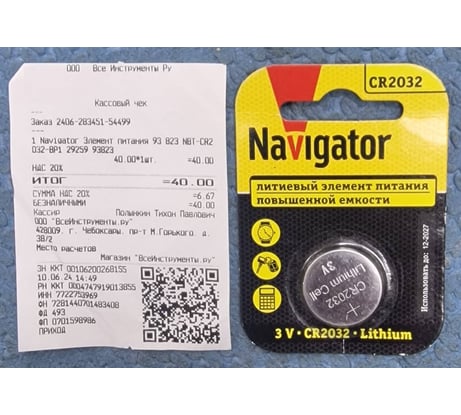 ООО Все Инструменты Ру
Кассовый чек
Заказ 2406-283451-54499
1 Navigator Элемент питания 93 823 NBT-CR2
032-BP1 29259 93823
40.00*1шт. =40.00
НДС 20%
ИТОГ =40.00
СУММА НДС 20% =6.67
БЕЗНАЛИЧНЫМИ =40.00
Кассир Полынкин Тихон Павлович
ООО "ВсеИнструменты.ру"
428009, г. Чебоксары, пр-т М.Горького, д.
38/2
Место расчетов
Магазин "ВсеИнструменты.ру"
ЗН ККТ 00106200268155
10.06.24 14:49
РН ККТ 0004747919013855
ИНН 7722753969
ФН 7281440701483408
ФД 493
ФП 0701598986
ПРИХОД
CR2032
Navigator
ЛИТИЕВЫЙ ЭЛЕМЕНТ ПИТАНИЯ
ПОВЫШЕННОЙ ЕМКОСТИ
CR2032
Lithium Cell
3V
+
Использовать до: 12-2027
3 V • CR2032 • Lithium